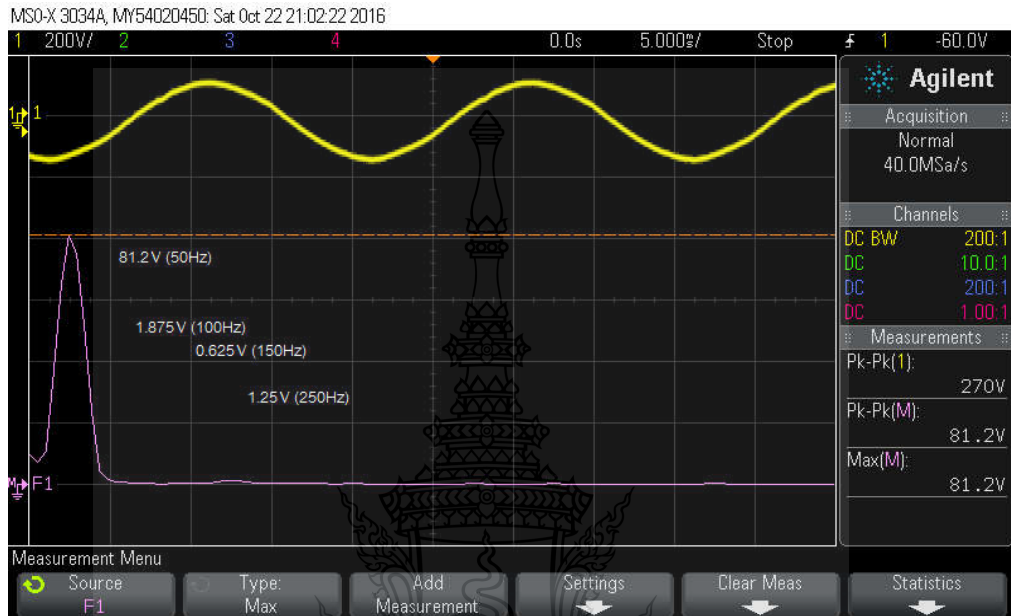 MSO-X 3034A, MY54020450: Sat Oct 22 21:02:22 2016
1 200V/ 2 3 4 0.0s 5.000ms/ Stop 1 -60.0V
Agilent
Acquisition
Normal
40.0MSa/s
Channels
DC BW 200:1
DC 10.0:1
DC 200:1
DC 1.00:1
Measurements
Pk-Pk(1):
270V
Pk-Pk(M):
81.2V
Max(M):
81.2V
1
81.2V (50Hz)
1.875V (100Hz)
0.625V (150Hz)
1.25V (250Hz)
M F1
Measurement Menu
Source
F1
Type:
Max
Add
Measurement
Settings
Clear Meas
Statistics